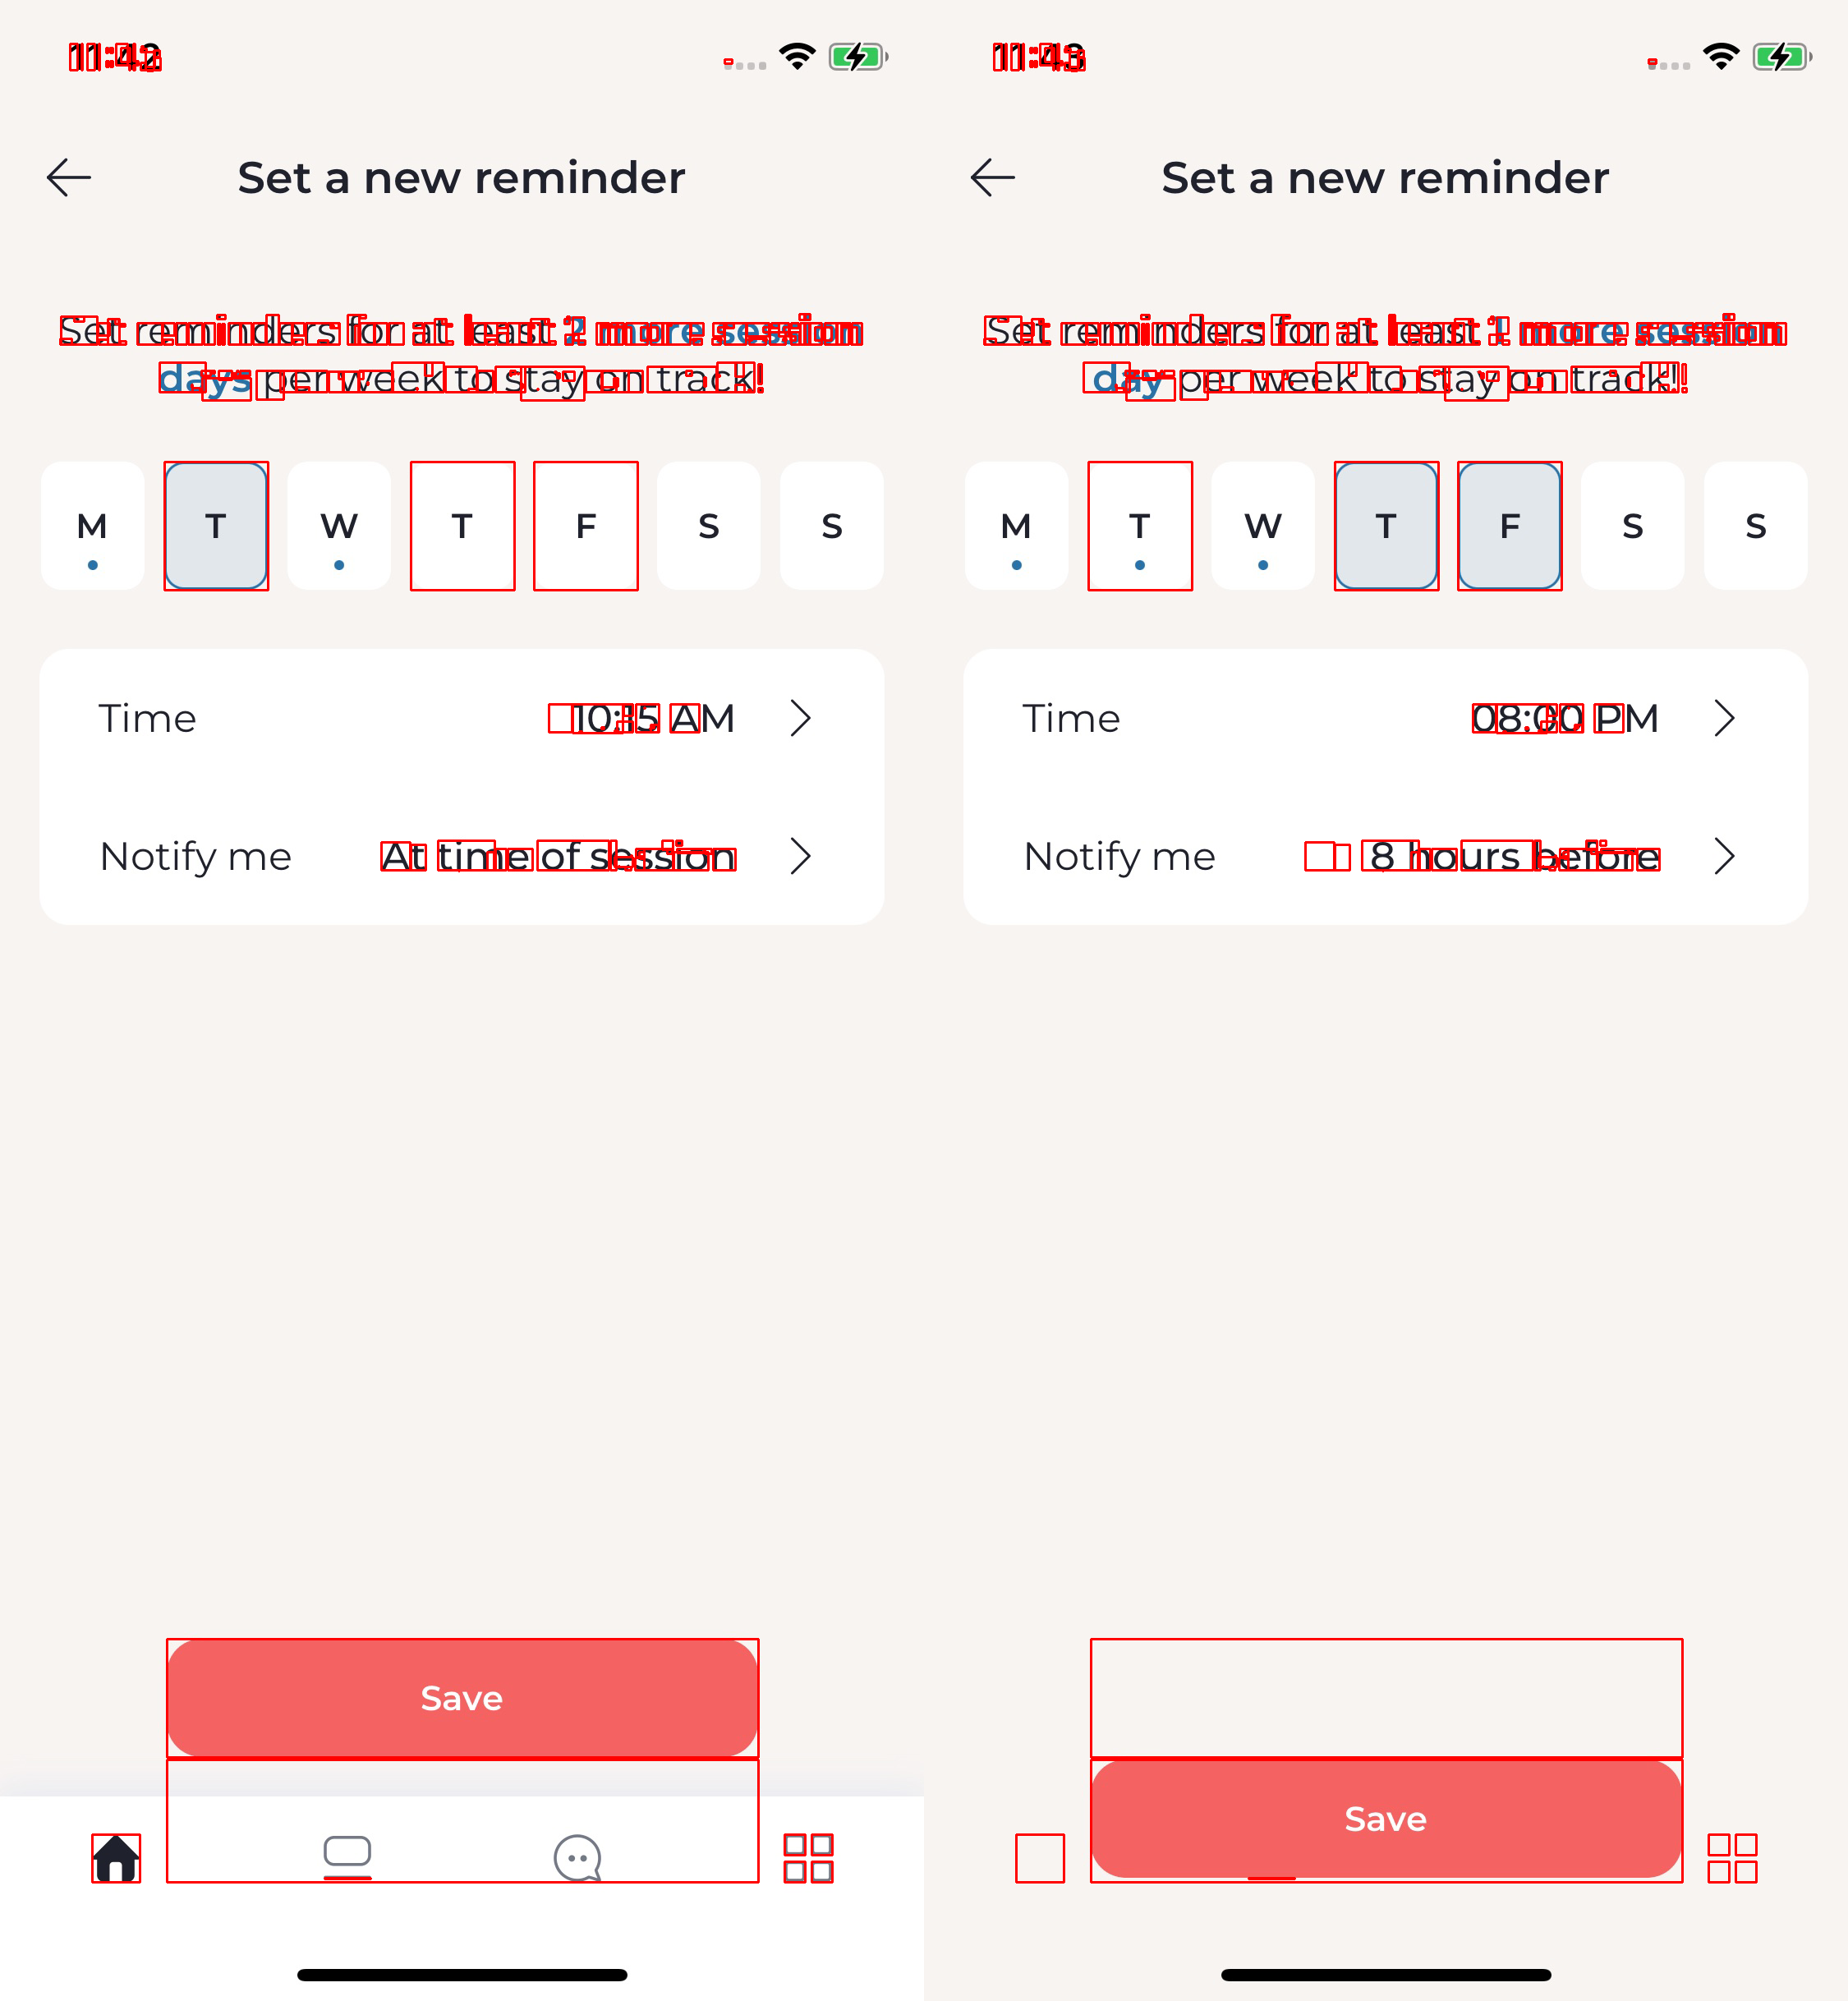 11:42
Set a new reminder
Set reminders for at least 2 more session
days per week to stay on track!
M T W T F S S
Time 10:15 AM
Notify me At time of session
Save
11:43
Set a new reminder
Set reminders for at least 1 more session
day per week to stay on track!
M T W T F S S
Time 08:00 PM
Notify me 8 hours before
Save